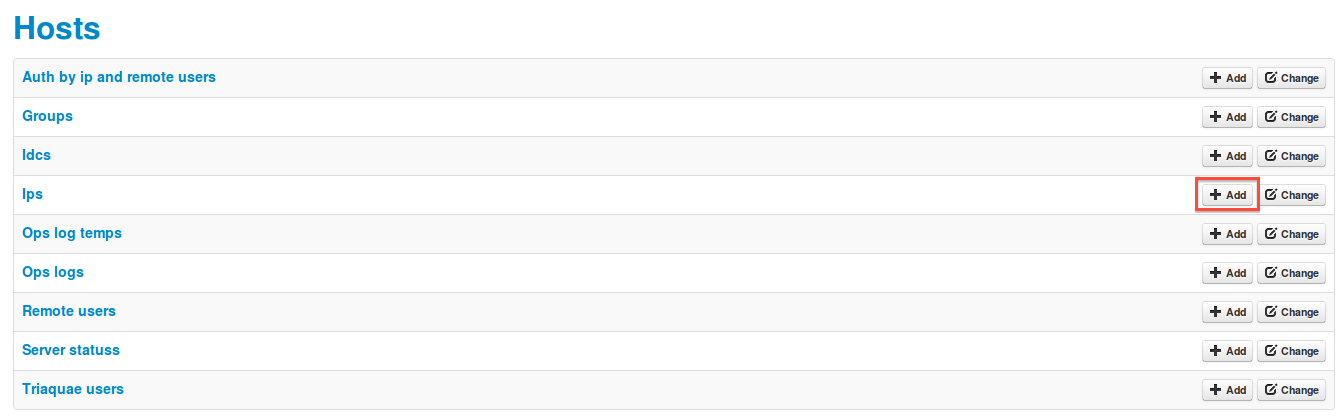 Hosts
Auth by ip and remote users Add Change
Groups Add Change
Idcs Add Change
Ips Add Change
Ops log temps Add Change
Ops logs Add Change
Remote users Add Change
Server statuss Add Change
Triaquae users Add Change